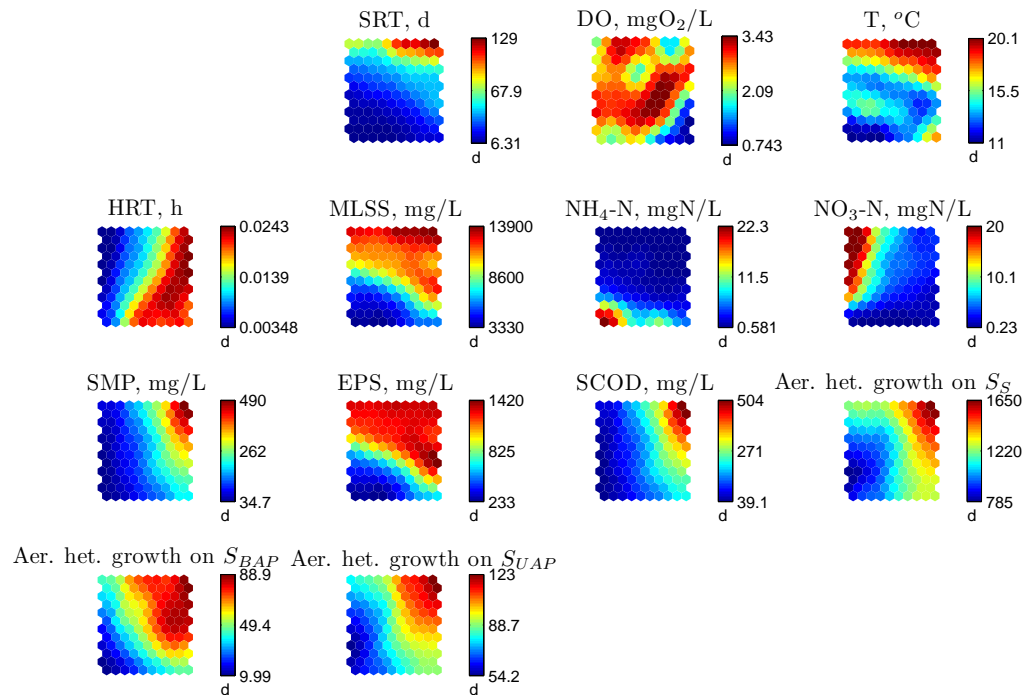 SRT, d
129
67.9
6.31
d
DO, mgO₂/L
3.43
2.09
0.743
d
T, ᵒC
20.1
15.5
11
d
HRT, h
0.0243
0.0139
0.00348
d
MLSS, mg/L
13900
8600
3330
d
NH₄-N, mgN/L
22.3
11.5
0.581
d
NO₃-N, mgN/L
20
10.1
0.23
d
SMP, mg/L
490
262
34.7
d
EPS, mg/L
1420
825
233
d
SCOD, mg/L
504
271
39.1
d
Aer. het. growth on S_S
1650
1220
785
d
Aer. het. growth on S_BAP
88.9
49.4
9.99
d
Aer. het. growth on S_UAP
123
88.7
54.2
d